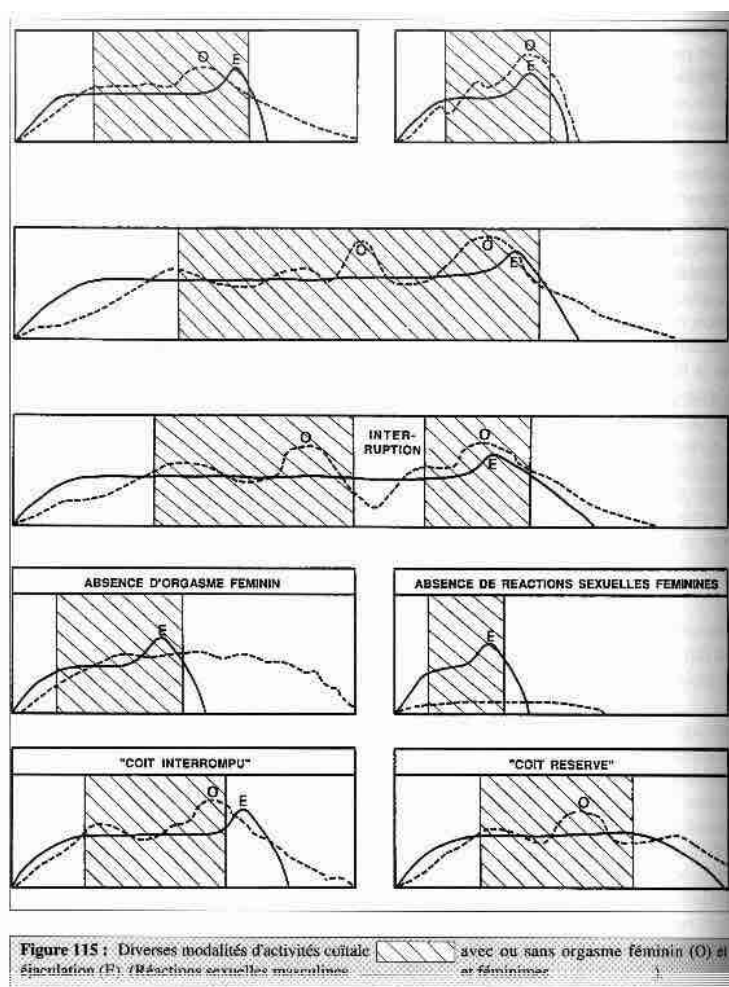 O E
O
E
O O
E
O INTER-
RUPTION O
E
ABSENCE D'ORGASME FEMININ
ABSENCE DE REACTIONS SEXUELLES FEMININES
E
E
"COIT INTERROMPU"
"COIT RESERVE"
O E
O
Figure 115 : Diverses modalités d'activités coïtale avec ou sans orgasme féminin (O) et
éjaculation (E). (Réactions sexuelles masculines et féminines ).